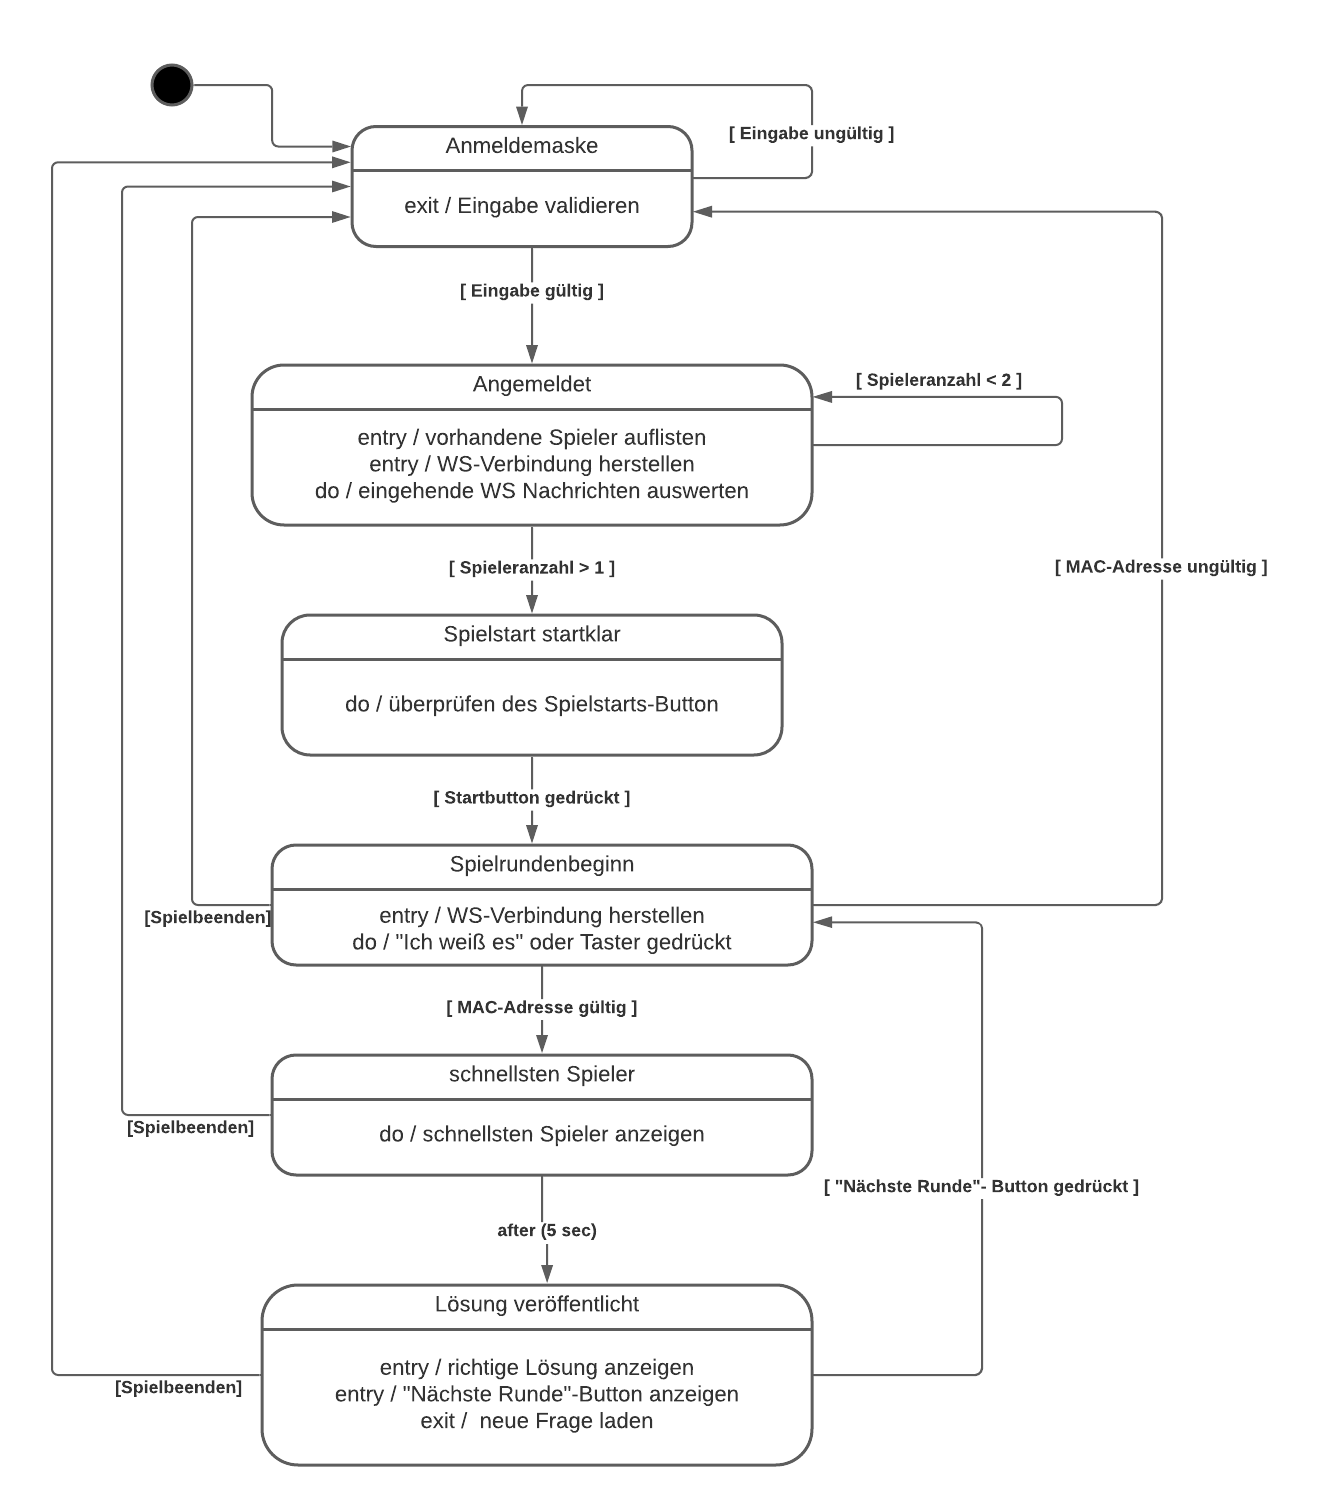 [ Eingabe ungültig ]
Anmeldemaske
exit / Eingabe validieren
[ Eingabe gültig ]
[ Spieleranzahl < 2 ]
Angemeldet
entry / vorhandene Spieler auflisten
entry / WS-Verbindung herstellen
do / eingehende WS Nachrichten auswerten
[ Spieleranzahl > 1 ]
[ MAC-Adresse ungültig ]
Spielstart startklar
do / überprüfen des Spielstarts-Button
[ Startbutton gedrückt ]
Spielrundenbeginn
[Spielbeenden]
entry / WS-Verbindung herstellen
do / "Ich weiß es" oder Taster gedrückt
[ MAC-Adresse gültig ]
schnellsten Spieler
[Spielbeenden]
do / schnellsten Spieler anzeigen
[ "Nächste Runde"- Button gedrückt ]
after (5 sec)
Lösung veröffentlicht
entry / richtige Lösung anzeigen
[Spielbeenden]
entry / "Nächste Runde"-Button anzeigen
exit /  neue Frage laden